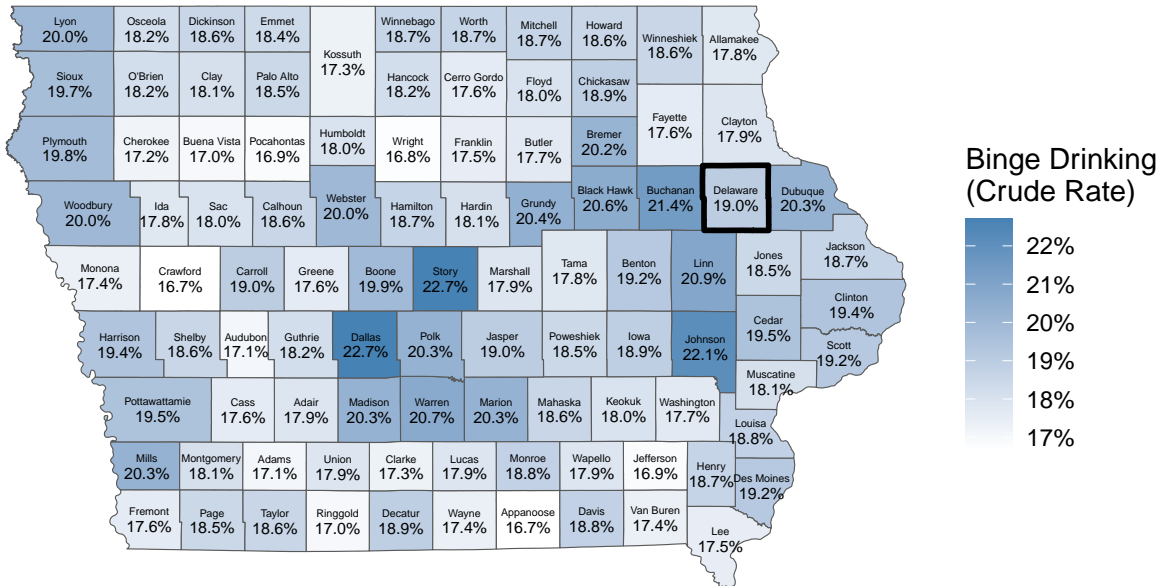 Lyon
20.0%
Osceola
18.2%
Dickinson
18.6%
Emmet
18.4%
Kossuth
17.3%
Winnebago
18.7%
Worth
18.7%
Mitchell
18.7%
Howard
18.6%
Winneshiek
18.6%
Allamakee
17.8%
Sioux
19.7%
O'Brien
18.2%
Clay
18.1%
Palo Alto
18.5%
Hancock
18.2%
Cerro Gordo
17.6%
Floyd
18.0%
Chickasaw
18.9%
Fayette
17.6%
Clayton
17.9%
Plymouth
19.8%
Cherokee
17.2%
Buena Vista
17.0%
Pocahontas
16.9%
Humboldt
18.0%
Wright
16.8%
Franklin
17.5%
Butler
17.7%
Bremer
20.2%
Woodbury
20.0%
Ida
17.8%
Sac
18.0%
Calhoun
18.6%
Webster
20.0%
Hamilton
18.7%
Hardin
18.1%
Grundy
20.4%
Black Hawk
20.6%
Buchanan
21.4%
Delaware
19.0%
Dubuque
20.3%
Monona
17.4%
Crawford
16.7%
Carroll
19.0%
Greene
17.6%
Boone
19.9%
Story
22.7%
Marshall
17.9%
Tama
17.8%
Benton
19.2%
Linn
20.9%
Jones
18.5%
Jackson
18.7%
Clinton
19.4%
Harrison
19.4%
Shelby
18.6%
Audubon
17.1%
Guthrie
18.2%
Dallas
22.7%
Polk
20.3%
Jasper
19.0%
Poweshiek
18.5%
Iowa
18.9%
Johnson
22.1%
Cedar
19.5%
Scott
19.2%
Muscatine
18.1%
Pottawattamie
19.5%
Cass
17.6%
Adair
17.9%
Madison
20.3%
Warren
20.7%
Marion
20.3%
Mahaska
18.6%
Keokuk
18.0%
Washington
17.7%
Louisa
18.8%
Mills
20.3%
Montgomery
18.1%
Adams
17.1%
Union
17.9%
Clarke
17.3%
Lucas
17.9%
Monroe
18.8%
Wapello
17.9%
Jefferson
16.9%
Henry
18.7%
Des Moines
19.2%
Fremont
17.6%
Page
18.5%
Taylor
18.6%
Ringgold
17.0%
Decatur
18.9%
Wayne
17.4%
Appanoose
16.7%
Davis
18.8%
Van Buren
17.4%
Lee
17.5%
Binge Drinking
(Crude Rate)
22%
21%
20%
19%
18%
17%